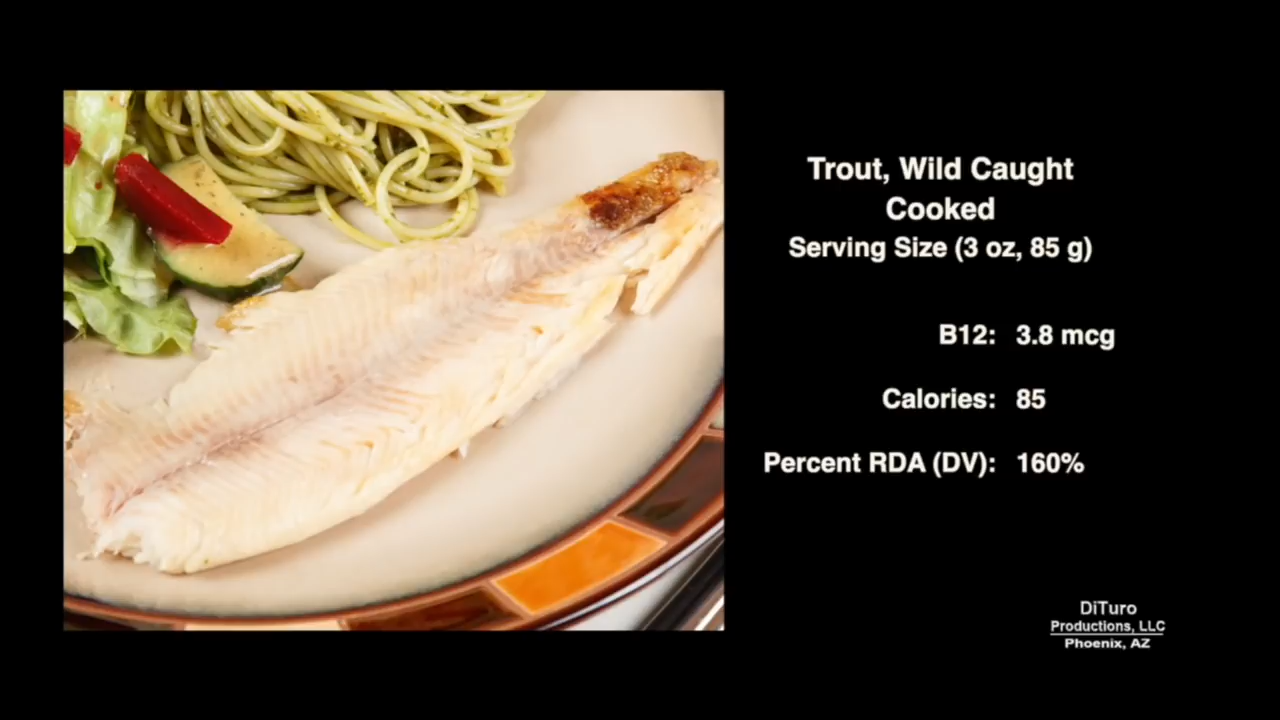 Trout, Wild Caught
Cooked
Serving Size (3 oz, 85 g)
B12: 3.8 mcg
Calories: 85
Percent RDA (DV): 160%
DiTuro
Productions, LLC
Phoenix, AZ